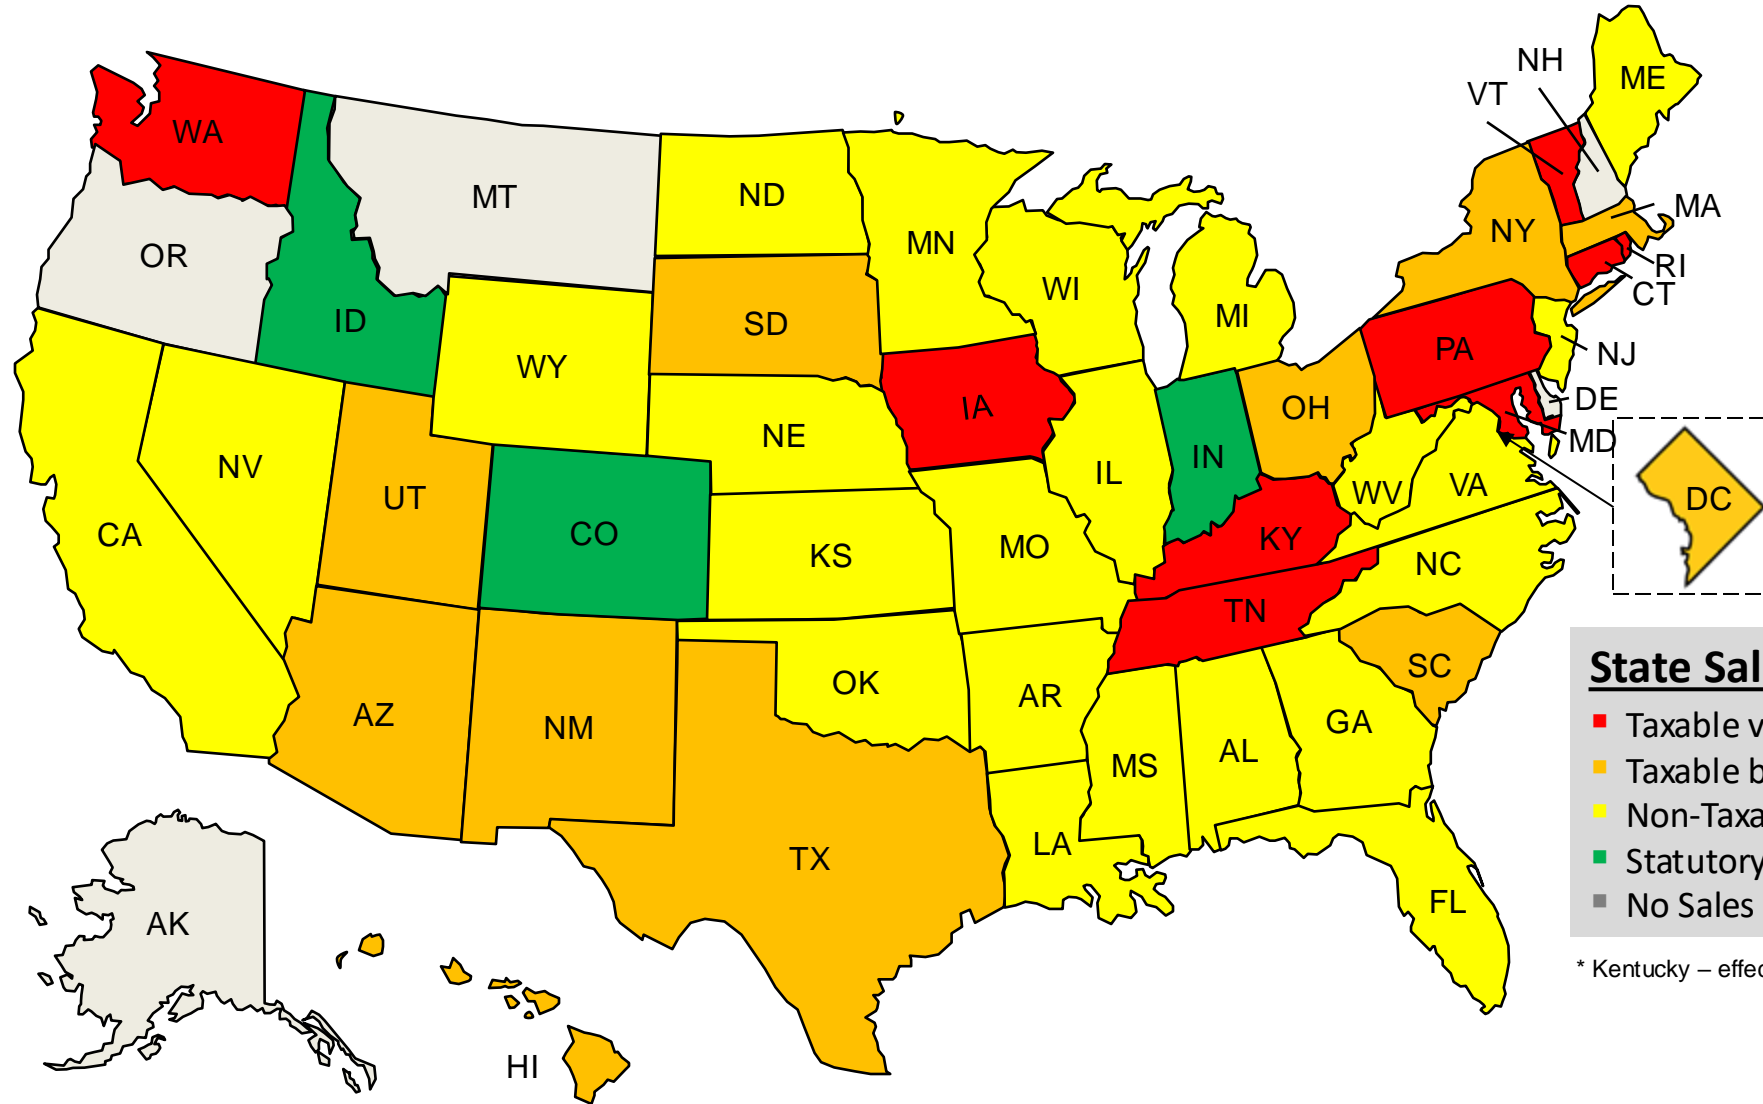 NH
ME
VT
WA
MT
ND
MA
OR
MN
NY
RI
WI
CT
ID
SD
MI
PA
NJ
WY
IA
OH
DE
NE
MD
NV
IN
IL
UT
WV
VA
DC
CA
CO
KY
MO
KS
NC
TN
SC
OK
AR
AZ
NM
GA
AL
MS
State Sal
Taxable v
Taxable b
LA
Non-Taxa
TX
Statutory
FL
No Sales
AK
* Kentucky – effec
HI